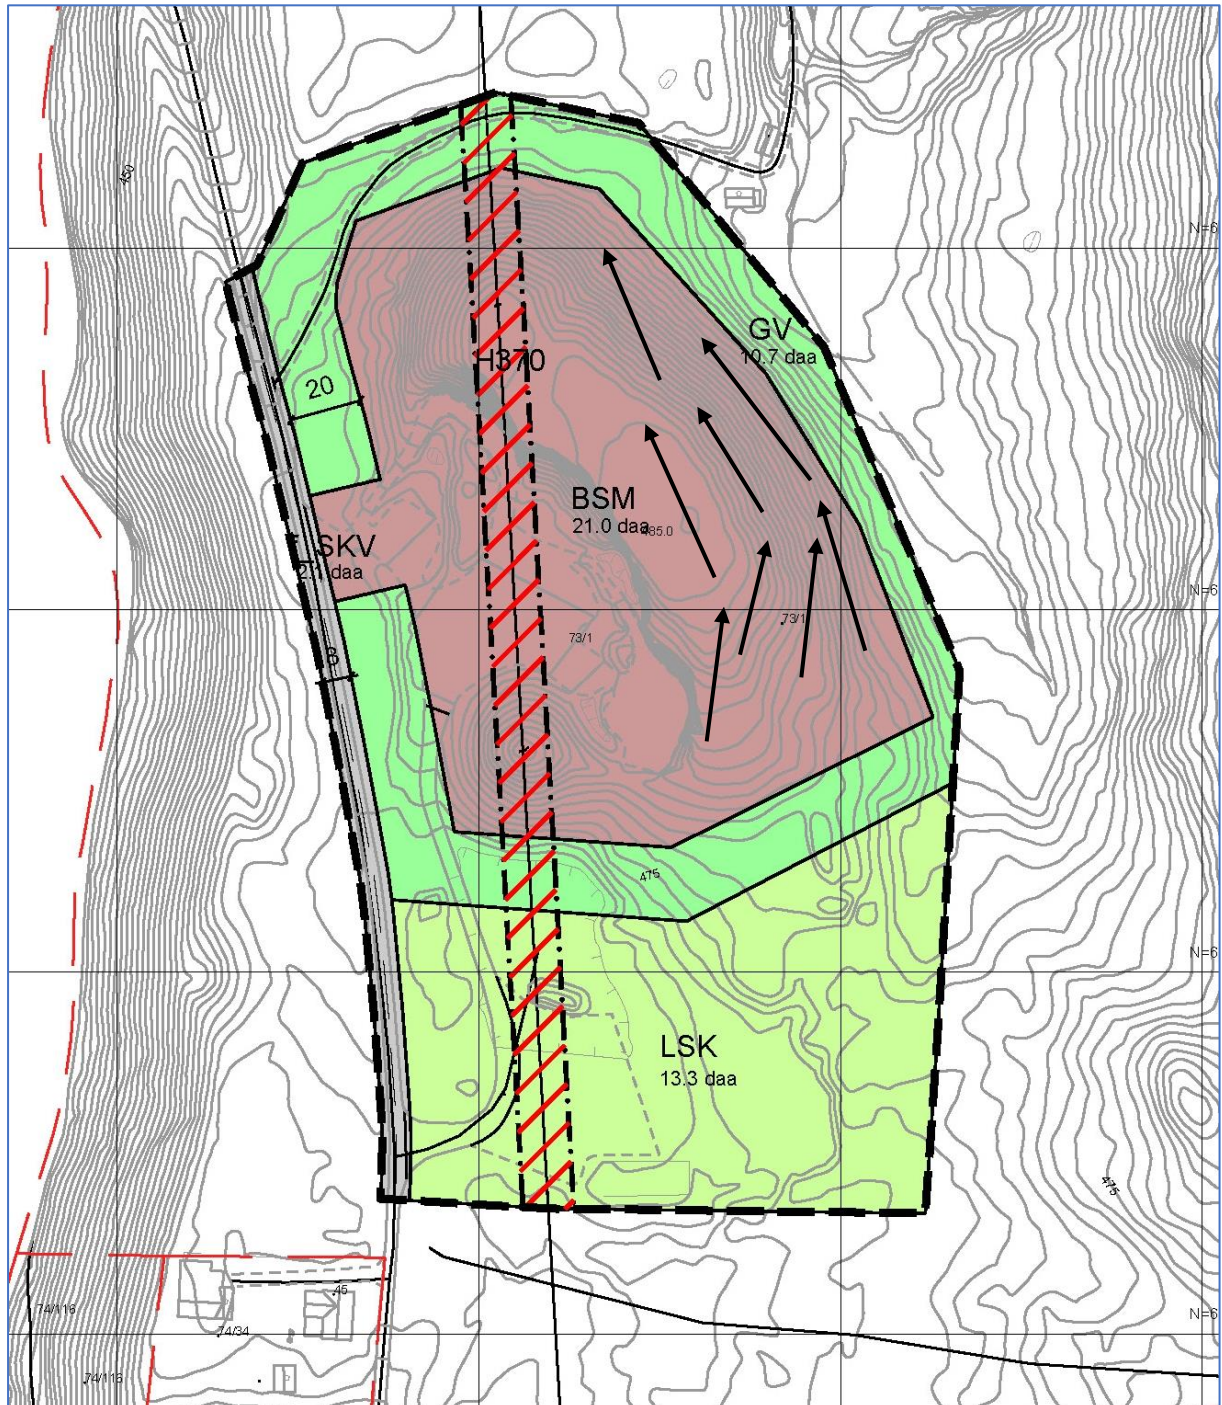 450
N=6
GV
10.7 daa
H370
20
BSM
21.0 daa
485.0
SKV
2.1 daa
N=6
73/1
73/1
8
475
N=6
LSK
13.3 daa
475
45
74/116
74/34
N=6
74/116